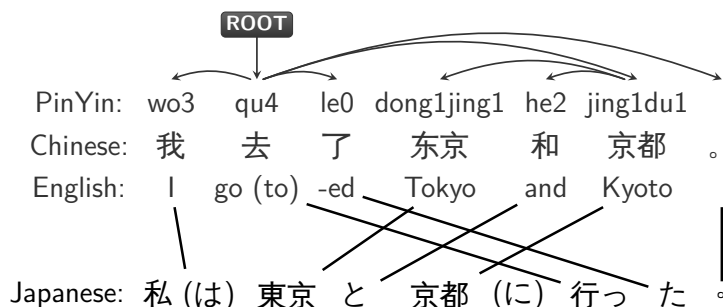 ROOT
PinYin: wo3 qu4 le0 dong1jing1 he2 jing1du1
Chinese: 我 去 了 东京 和 京都 。
English: I go (to) -ed Tokyo and Kyoto
Japanese: 私 (は) 東京 と 京都 (に) 行っ た 。